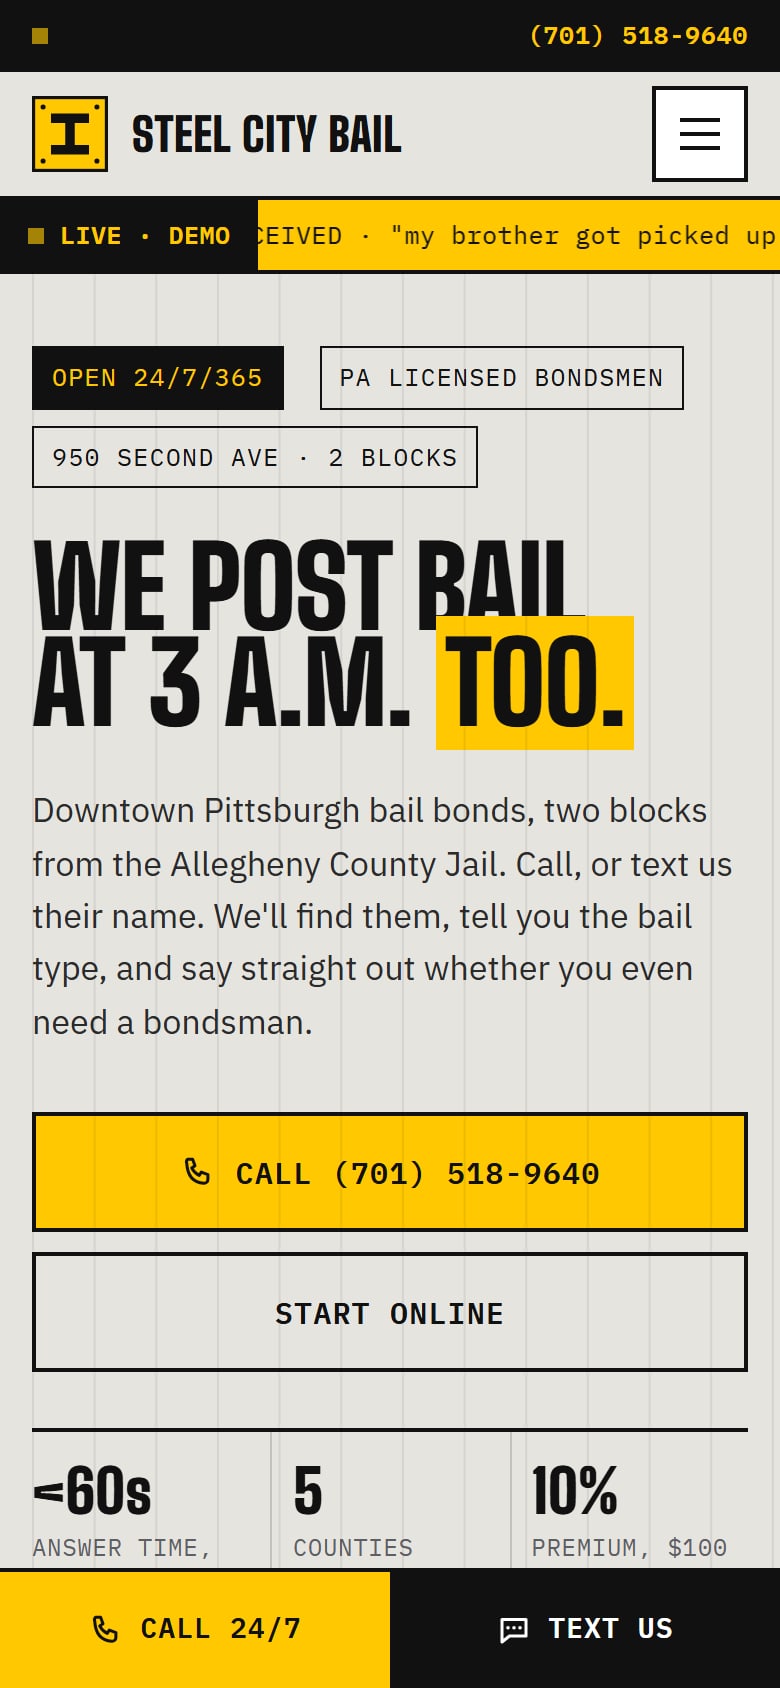 (701) 518-9640
STEEL CITY BAIL
LIVE · DEMO
CEIVED · "my brother got picked up
OPEN 24/7/365
PA LICENSED BONDSMEN
950 SECOND AVE · 2 BLOCKS
WE POST BAIL
AT 3 A.M. TOO.
Downtown Pittsburgh bail bonds, two blocks
from the Allegheny County Jail. Call, or text us
their name. We'll find them, tell you the bail
type, and say straight out whether you even
need a bondsman.
CALL (701) 518-9640
START ONLINE
<60s
ANSWER TIME,
5
COUNTIES
10%
PREMIUM, $100
CALL 24/7
TEXT US